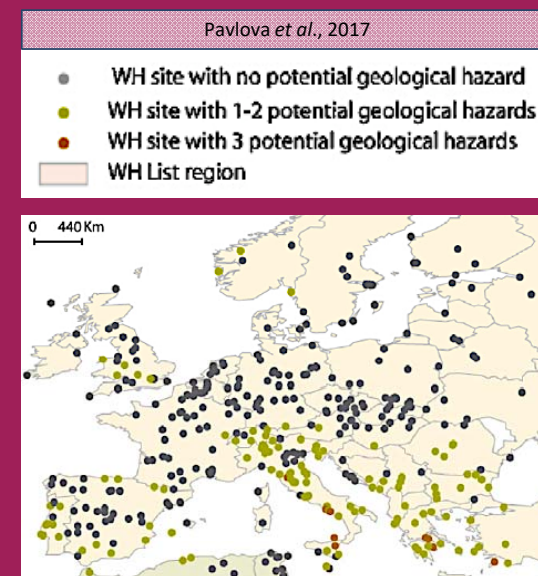 Pavlova et al., 2017
WH site with no potential geological hazard
WH site with 1-2 potential geological hazards
WH site with 3 potential geological hazards
WH List region
0 440 Km